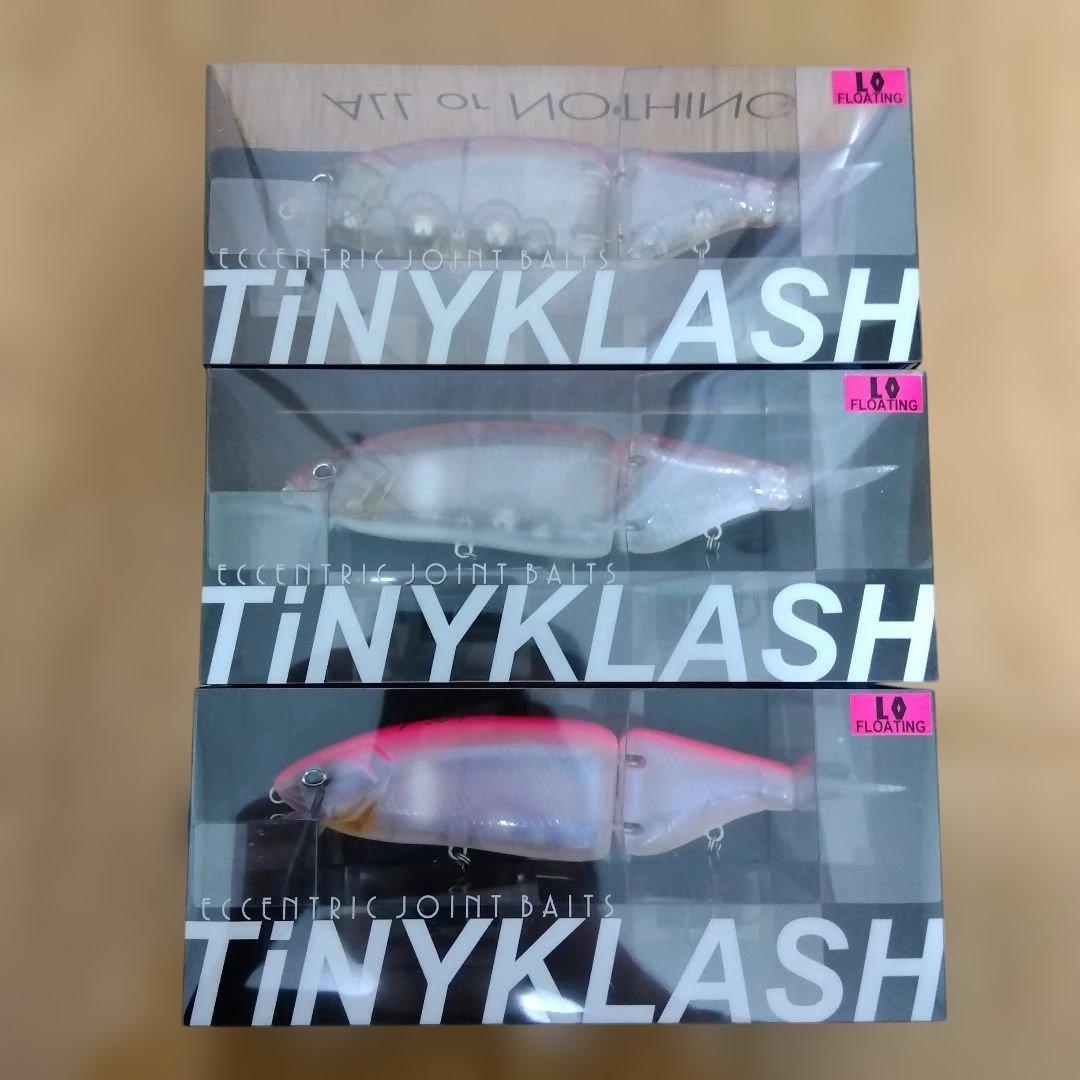 LO
FLOATING
ALL or NOTHING
ECCENTRIC JOINT BAITS
TiNYKLASH
LO
FLOATING
ECCENTRIC JOINT BAITS
TiNYKLASH
LO
FLOATING
ECCENTRIC JOINT BAITS
TiNYKLASH